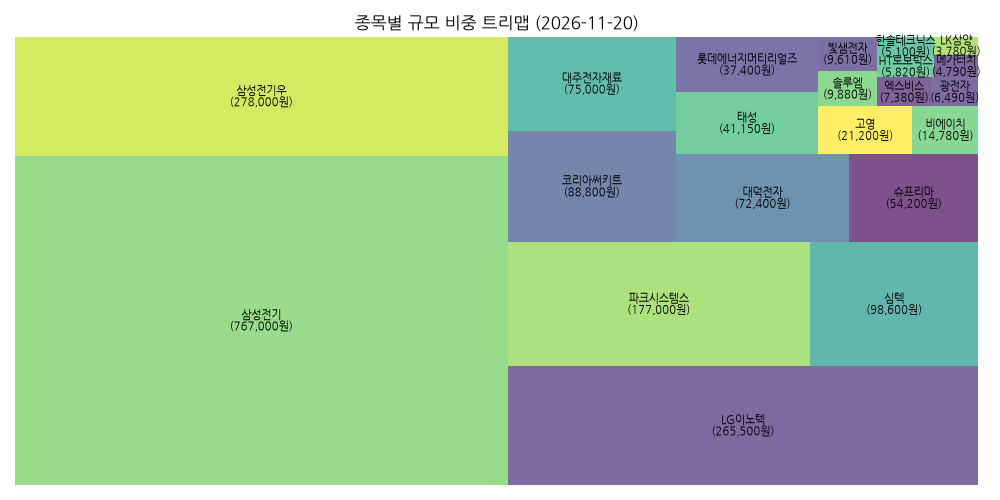 종목별 규모 비중 트리맵 (2026-11-20)
삼성전기우
(278,000원)
삼성전기
(767,000원)
대주전자재료
(75,000원)
코리아써키트
(88,800원)
롯데에너지머티리얼즈
(37,400원)
태성
(41,150원)
빛샘전자
(9,610원)
솔루엠
(9,880원)
한솔테크닉스
(5,100원)
LK삼양
(3,780원)
HT로보틱스
(5,820원)
메가터치
(4,790원)
엑스비스
(7,380원)
광전자
(6,490원)
고영
(21,200원)
비에이치
(14,780원)
대덕전자
(72,400원)
슈프리마
(54,200원)
파크시스템스
(177,000원)
심텍
(98,600원)
LG이노텍
(265,500원)